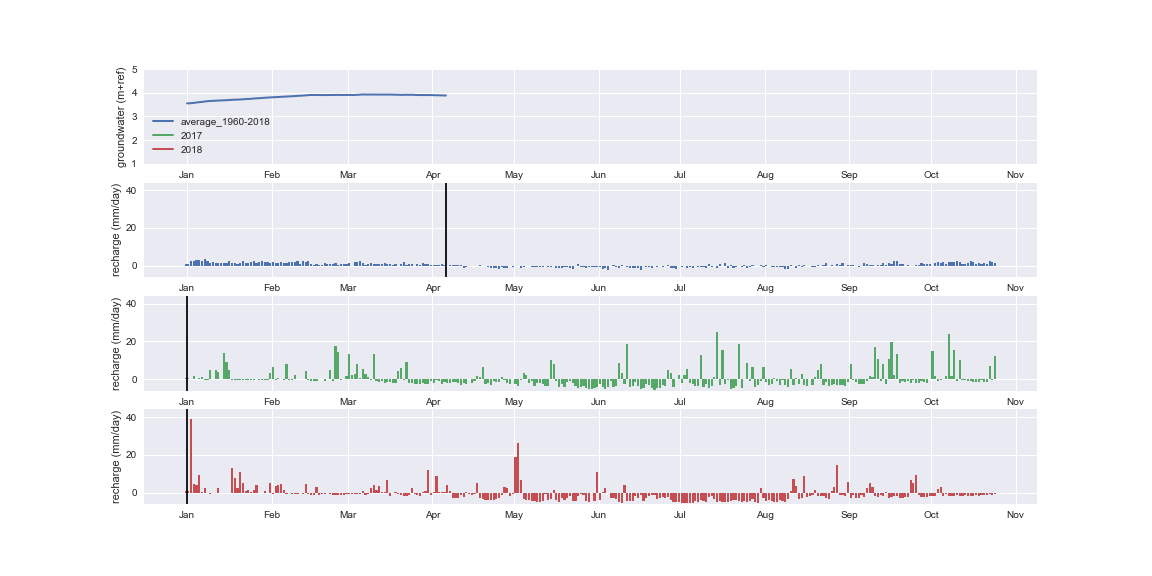 groundwater (m+ref)
5
4
3
2
1
average_1960-2018
2017
2018
Jan Feb Mar Apr May Jun Jul Aug Sep Oct Nov
recharge (mm/day)
40
20
0
Jan Feb Mar Apr May Jun Jul Aug Sep Oct Nov
recharge (mm/day)
40
20
0
Jan Feb Mar Apr May Jun Jul Aug Sep Oct Nov
recharge (mm/day)
40
20
0
Jan Feb Mar Apr May Jun Jul Aug Sep Oct Nov